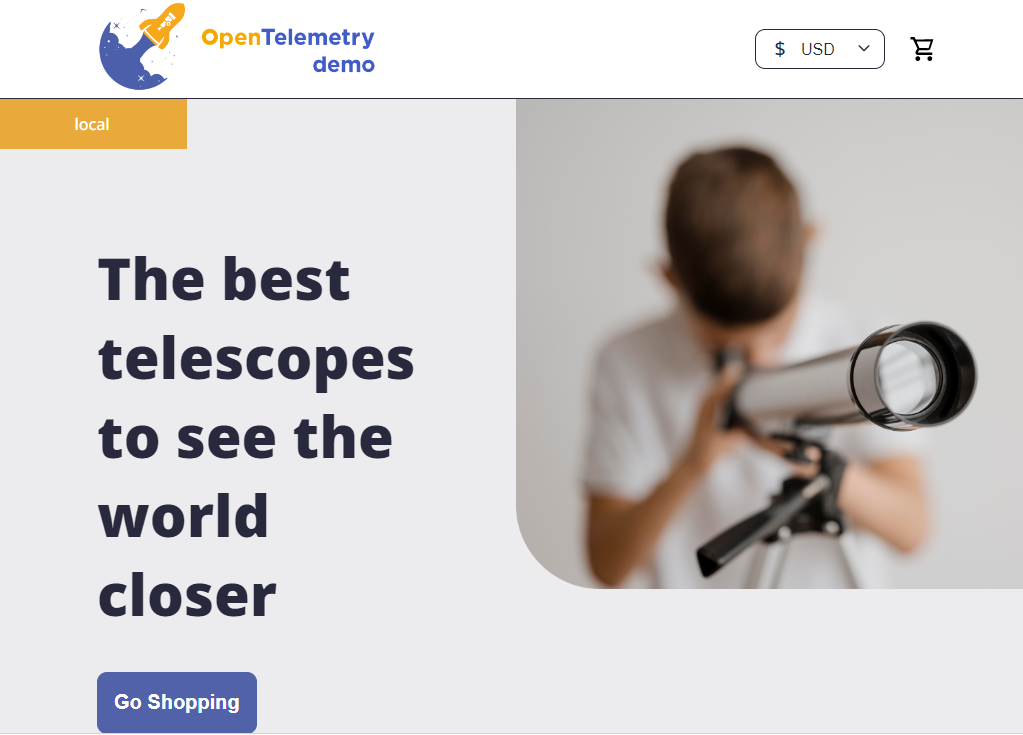 OpenTelemetry
demo
$ USD
local
The best
telescopes
to see the
world
closer
Go Shopping